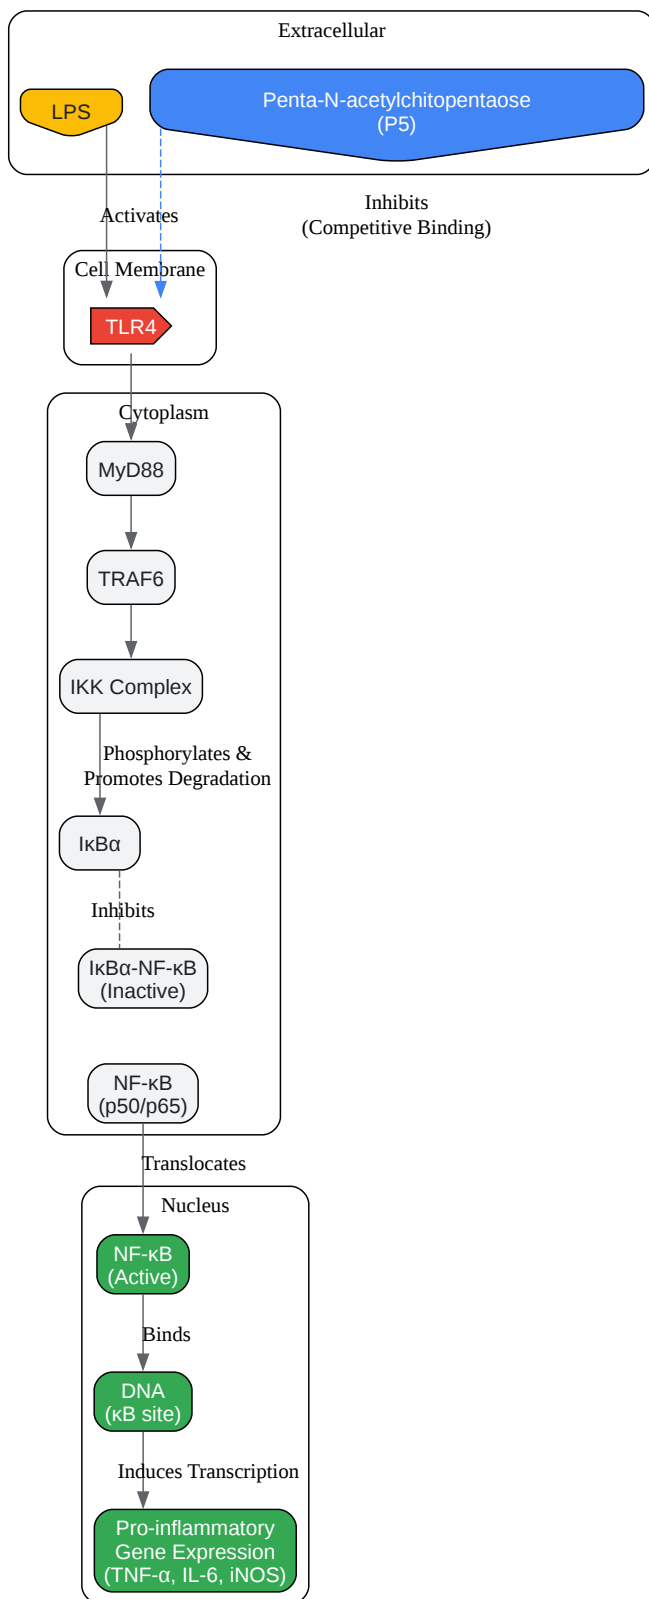 Extracellular
LPS
Penta-N-acetylchitopentaose
(P5)
Activates
Inhibits
(Competitive Binding)
Cell Membrane
TLR4
Cytoplasm
MyD88
TRAF6
IKK Complex
Phosphorylates &
Promotes Degradation
IκBα
Inhibits
IκBα-NF-κB
(Inactive)
NF-κB
(p50/p65)
Translocates
Nucleus
NF-κB
(Active)
Binds
DNA
(κB site)
Induces Transcription
Pro-inflammatory
Gene Expression
(TNF-α, IL-6, iNOS)